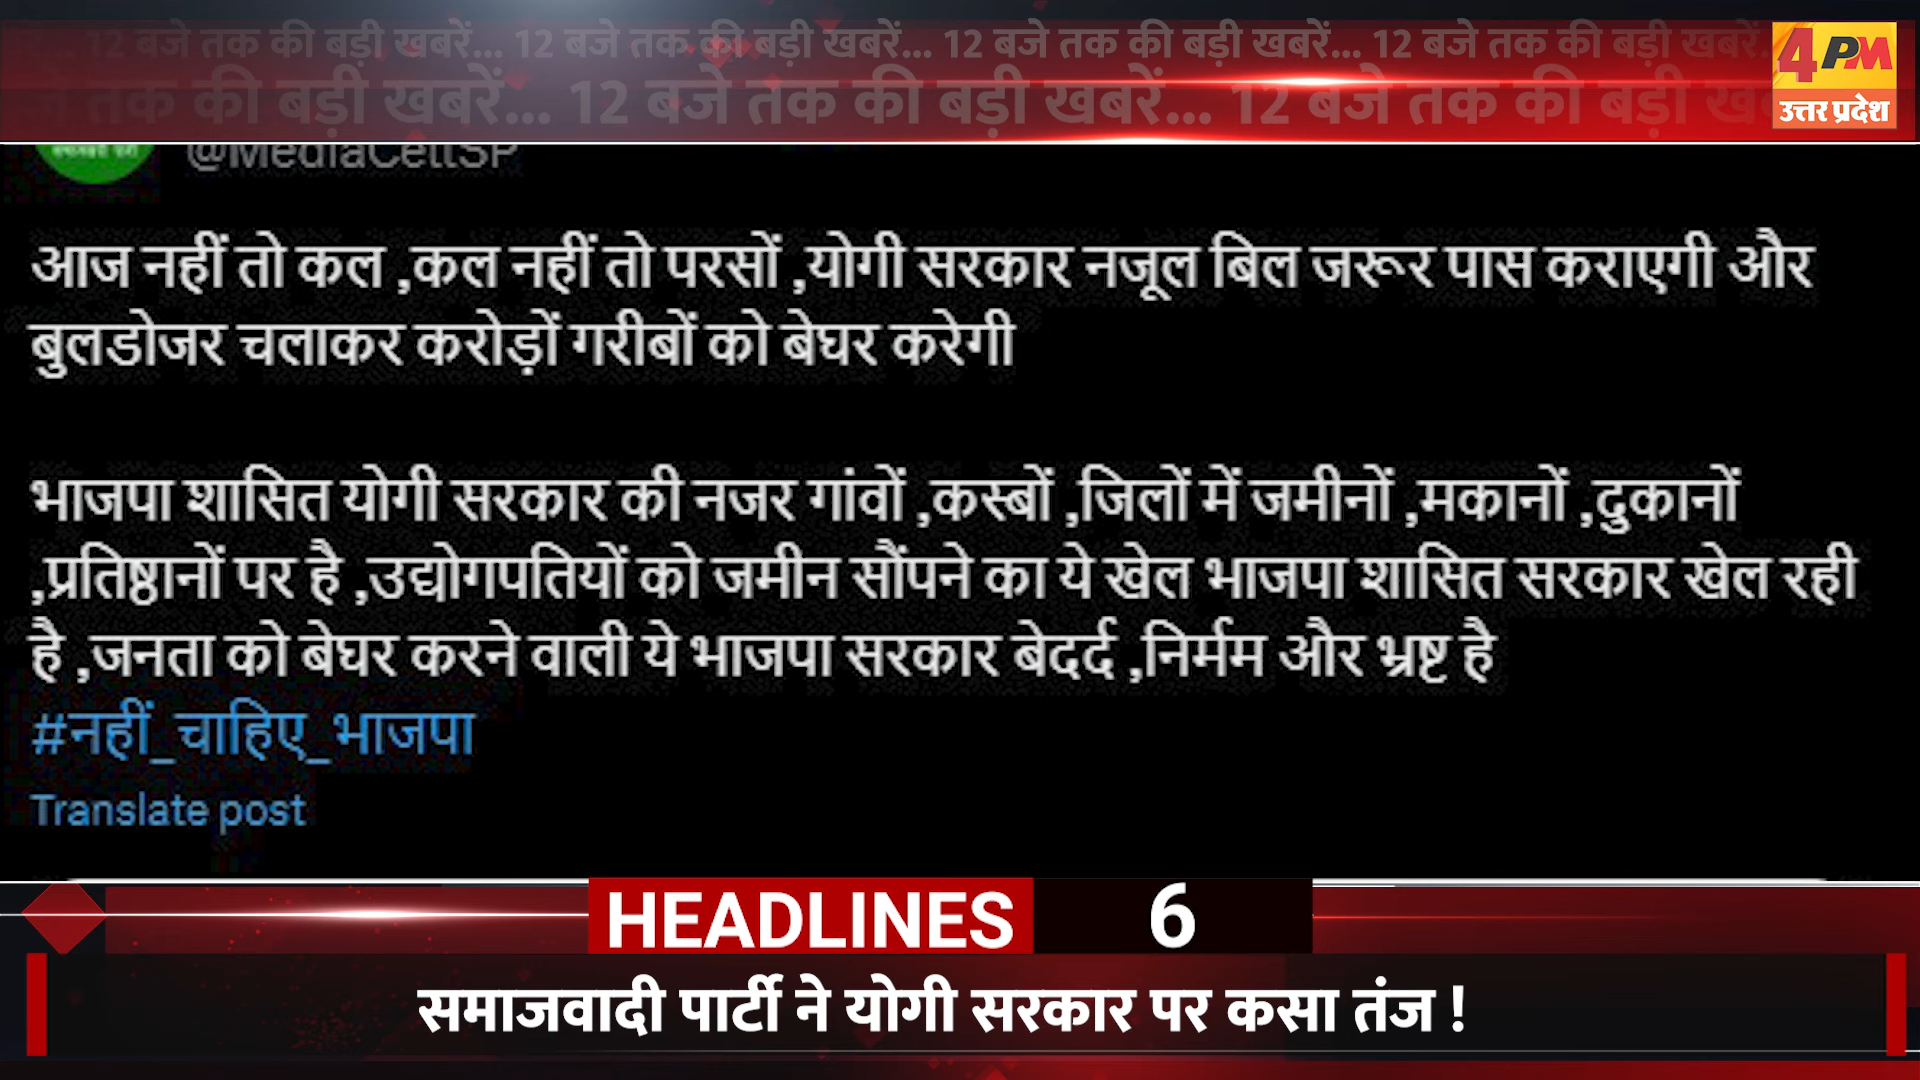 12 बजे तक की बड़ी खबरें... 12 बजे तक की बड़ी खबरें... 12 बजे तक की बड़ी खबरें...
तक की बड़ी खबरें... 12 बजे तक की बड़ी खबरें... 12 बजे तक की बड़ी
4PM
उत्तर प्रदेश
@MediaCellSP
आज नहीं तो कल ,कल नहीं तो परसों ,योगी सरकार नजूल बिल जरूर पास कराएगी और
बुलडोजर चलाकर करोड़ों गरीबों को बेघर करेगी
भाजपा शासित योगी सरकार की नजर गांवों ,कस्बों ,जिलों में जमीनों ,मकानों ,दुकानों
,प्रतिष्ठानों पर है ,उद्योगपतियों को जमीन सौंपने का ये खेल भाजपा शासित सरकार खेल रही
है ,जनता को बेघर करने वाली ये भाजपा सरकार बेदर्द ,निर्मम और भ्रष्ट है
#नहीं_चाहिए_भाजपा
Translate post
HEADLINES 6
समाजवादी पार्टी ने योगी सरकार पर कसा तंज !